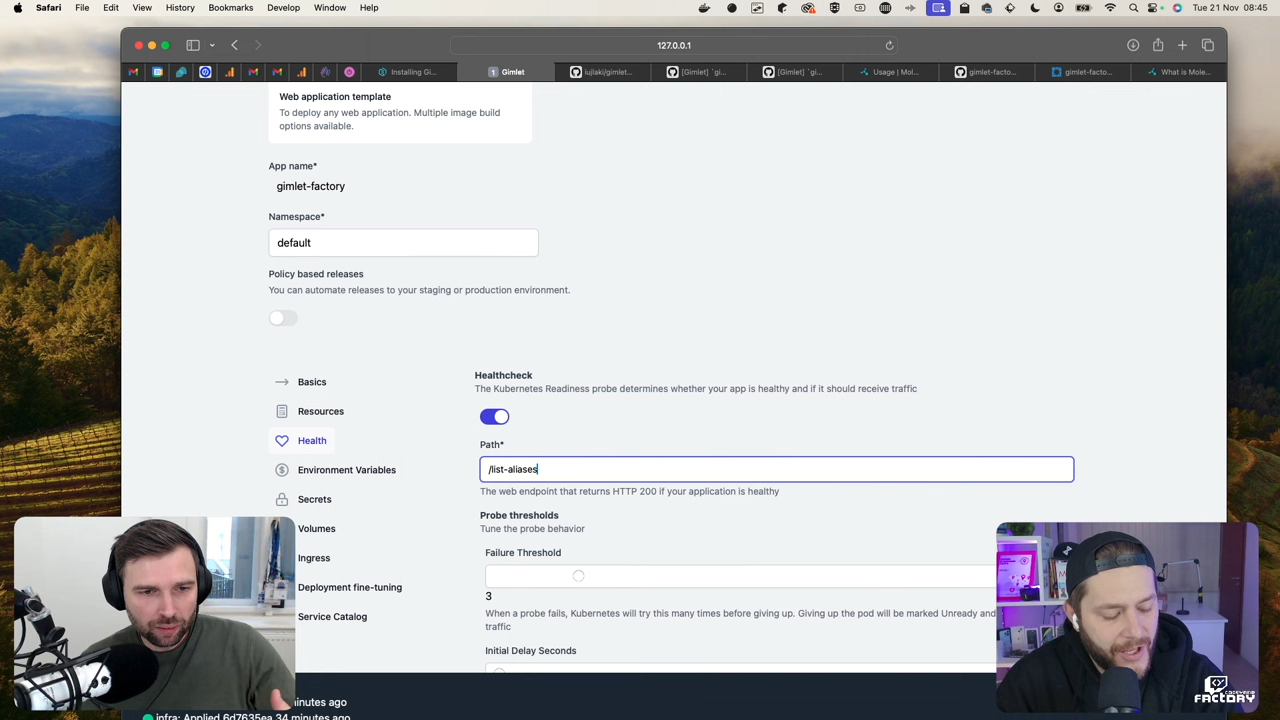 Safari File Edit View History Bookmarks Develop Window Help
Tue 21 Nov 08:45
127.0.0.1
Installing Gi...
1 Gimlet
lujlaki/gimlet...
[Gimlet] `gi...
[Gimlet] `gi...
Usage | Mol...
gimlet-facto...
gimlet-facto...
What is Mole...
Web application template
To deploy any web application. Multiple image build
options available.
App name*
gimlet-factory
Namespace*
default
Policy based releases
You can automate releases to your staging or production environment.
Basics
Resources
Health
Environment Variables
Secrets
Volumes
Ingress
Deployment fine-tuning
Service Catalog
Healthcheck
The Kubernetes Readiness probe determines whether your app is healthy and if it should receive traffic
Path*
/list-aliases
The web endpoint that returns HTTP 200 if your application is healthy
Probe thresholds
Tune the probe behavior
Failure Threshold
3
When a probe fails, Kubernetes will try this many times before giving up. Giving up the pod will be marked Unready and
traffic
Initial Delay Seconds
inutes ago
infra: Applied 6d7635ea 34 minutes ago
FACTORY